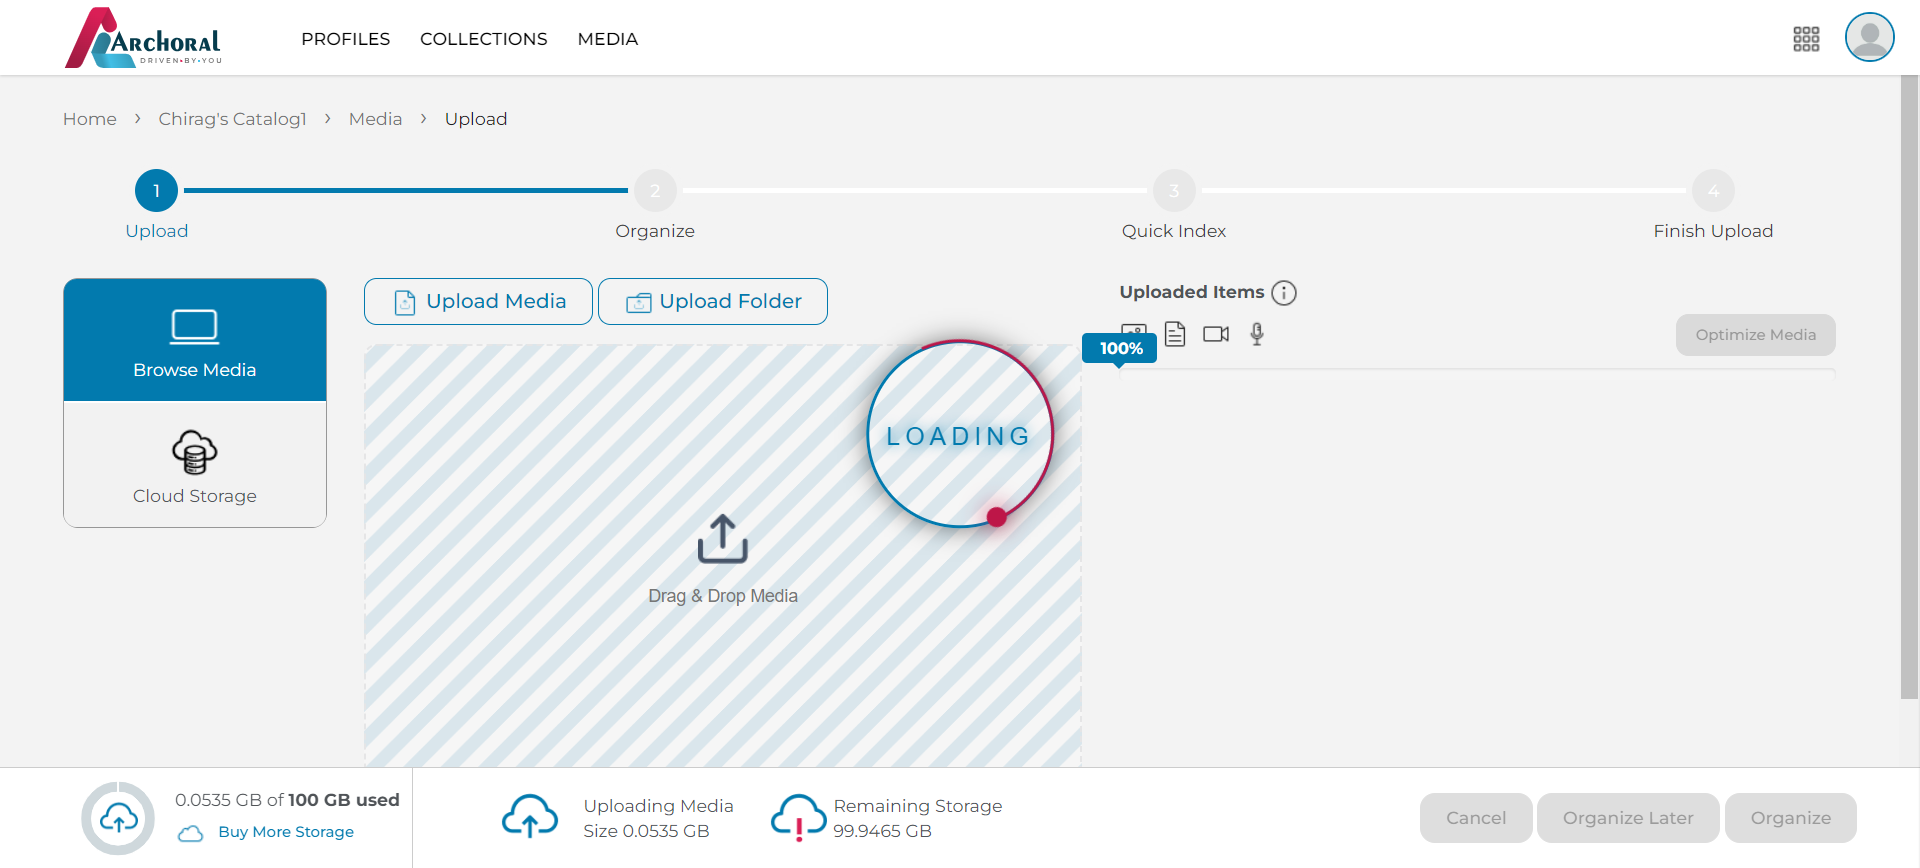 ARCHORAL
DRIVEN•BY•YOU
PROFILES COLLECTIONS MEDIA
Home > Chirag's Catalog1 > Media > Upload
1 2 3 4
Upload Organize Quick Index Finish Upload
Browse Media
Cloud Storage
Upload Media Upload Folder
LOADING
Drag & Drop Media
Uploaded Items
100%
Optimize Media
0.0535 GB of 100 GB used
Buy More Storage
Uploading Media
Size 0.0535 GB
Remaining Storage
99.9465 GB
Cancel Organize Later Organize